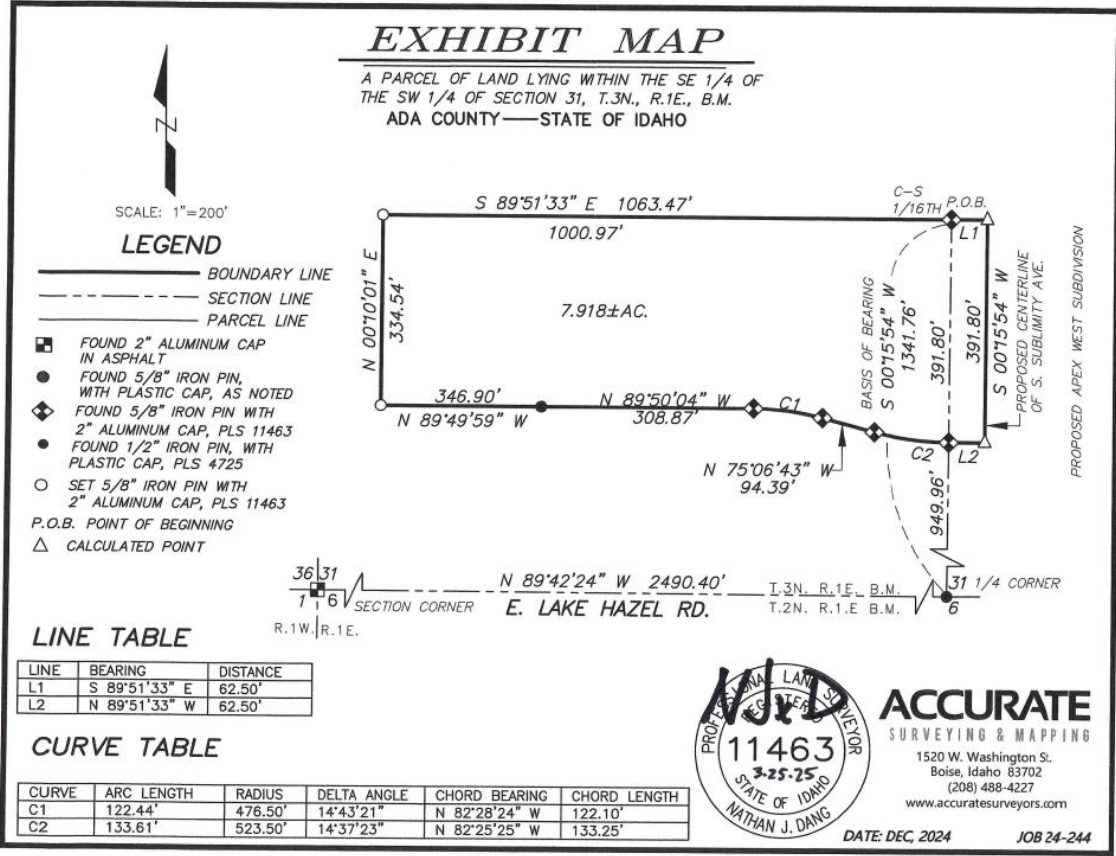 EXHIBIT MAP
A PARCEL OF LAND LYING WITHIN THE SE 1/4 OF
THE SW 1/4 OF SECTION 31, T.3N., R.1E., B.M.
ADA COUNTY——STATE OF IDAHO
N
SCALE: 1"=200'
LEGEND
BOUNDARY LINE
SECTION LINE
PARCEL LINE
FOUND 2" ALUMINUM CAP
IN ASPHALT
FOUND 5/8" IRON PIN,
WITH PLASTIC CAP, AS NOTED
FOUND 5/8" IRON PIN WITH
2" ALUMINUM CAP, PLS 11463
FOUND 1/2" IRON PIN, WITH
PLASTIC CAP, PLS 4725
SET 5/8" IRON PIN WITH
2" ALUMINUM CAP, PLS 11463
P.O.B. POINT OF BEGINNING
CALCULATED POINT
S 89°51'33" E 1063.47'
1000.97'
C-S
1/16TH
P.O.B.
L1
N 00°10'01" E
334.54'
7.918±AC.
BASIS OF BEARING
S 00°15'54" W
1341.76'
391.80'
391.80'
S 00°15'54" W
PROPOSED CENTERLINE
OF S. SUBLIMITY AVE.
PROPOSED APEX WEST SUBDIVISION
346.90'
N 89°49'59" W
N 89°50'04" W
308.87'
C1
N 75°06'43" W
94.39'
C2
L2
949.96'
36 31
1 6
R.1W. R.1E.
SECTION CORNER
N 89°42'24" W 2490.40'
E. LAKE HAZEL RD.
T.3N. R.1E. B.M.
T.2N. R.1.E B.M.
31 1/4 CORNER
6
LINE TABLE
LINE BEARING DISTANCE
L1 S 89°51'33" E 62.50'
L2 N 89°51'33" W 62.50'
CURVE TABLE
CURVE ARC LENGTH RADIUS DELTA ANGLE CHORD BEARING CHORD LENGTH
C1 122.44' 476.50' 14°43'21" N 82°28'24" W 122.10'
C2 133.61' 523.50' 14°37'23" N 82°25'25" W 133.25'
PROFESSIONAL LAND SURVEYOR
REGISTERED
11463
3-25-25
STATE OF IDAHO
NATHAN J. DANG
ACCURATE
SURVEYING & MAPPING
1520 W. Washington St.
Boise, Idaho 83702
(208) 488-4227
www.accuratesurveyors.com
DATE: DEC, 2024
JOB 24-244